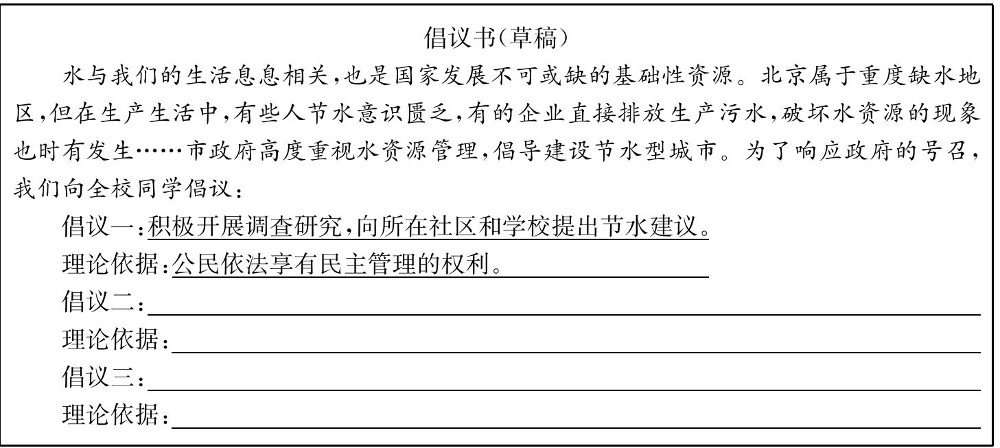 倡议书(草稿)
水与我们的生活息息相关,也是国家发展不可或缺的基础性资源。北京属于重度缺水地
区,但在生产生活中,有些人节水意识匮乏,有的企业直接排放生产污水,破坏水资源的现象
也时有发生……市政府高度重视水资源管理,倡导建设节水型城市。为了响应政府的号召,
我们向全校同学倡议:
倡议一:积极开展调查研究,向所在社区和学校提出节水建议。
理论依据:公民依法享有民主管理的权利。
倡议二:
理论依据:
倡议三:
理论依据: